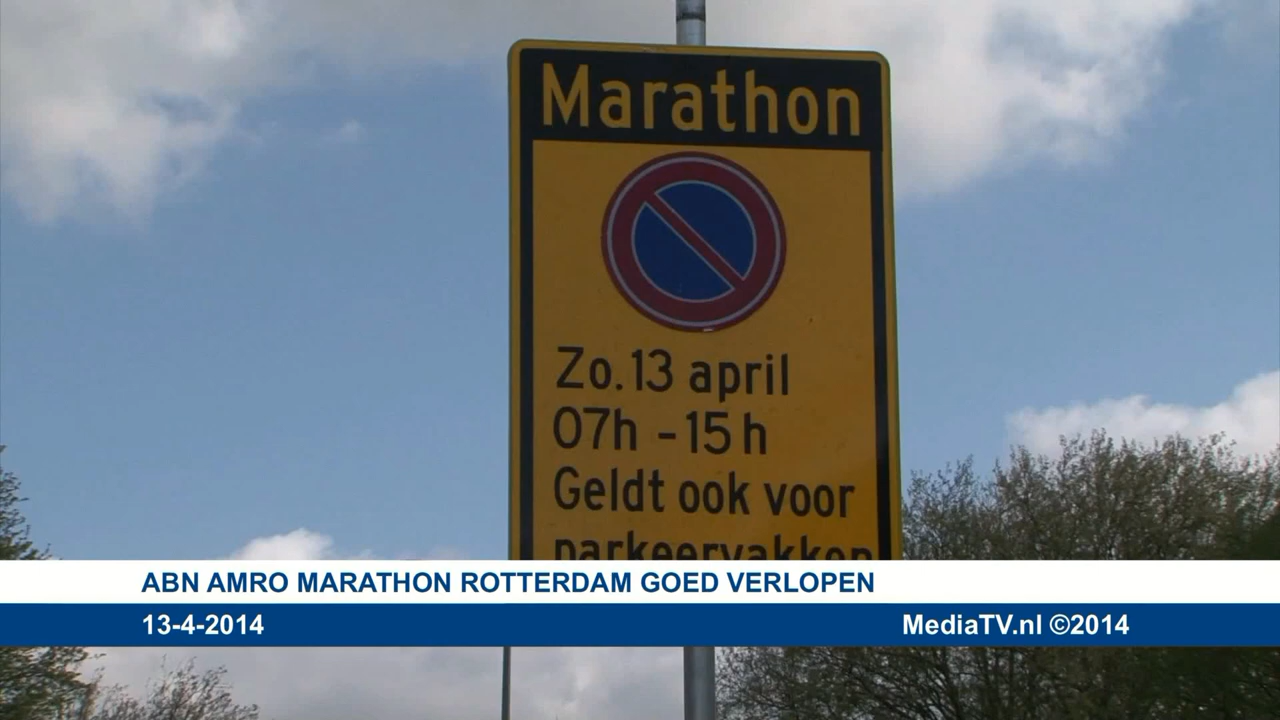 Marathon
Zo. 13 april
07h - 15 h
Geldt ook voor
parkeervakken
ABN AMRO MARATHON ROTTERDAM GOED VERLOPEN
13-4-2014
MediaTV.nl ©2014